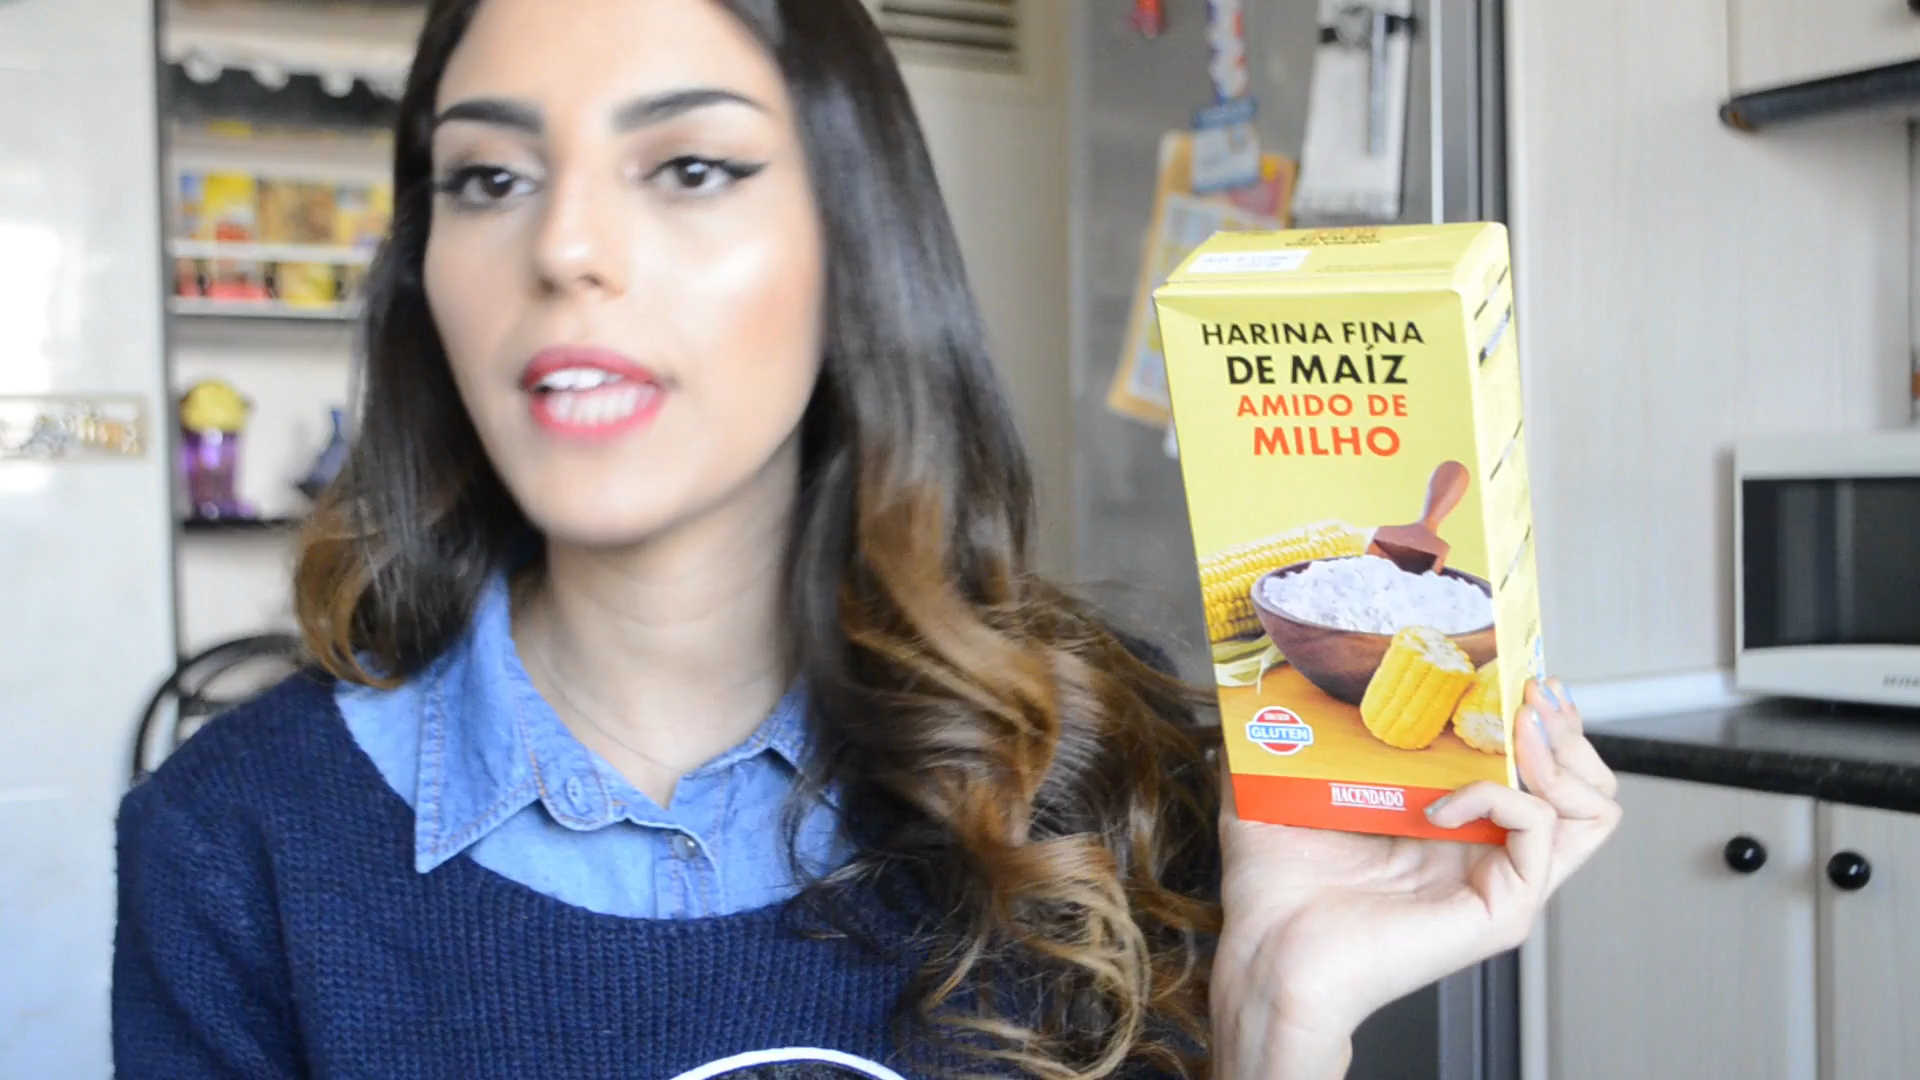 HARINA FINA
DE MAÍZ
AMIDO DE
MILHO
GLUTEN
HACENDADO